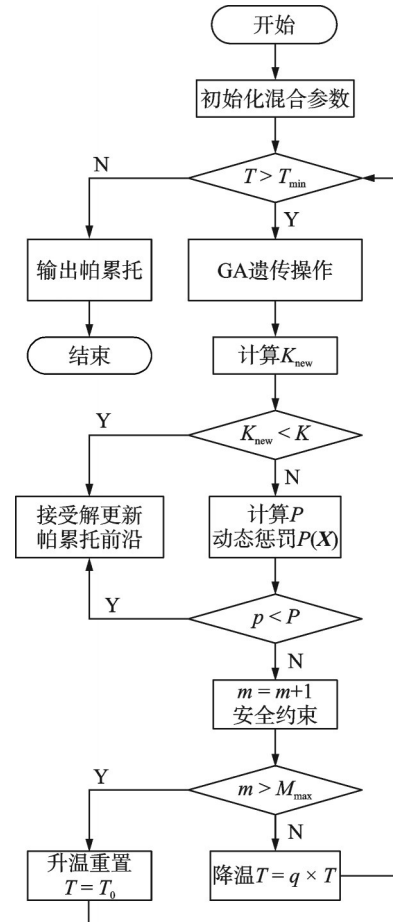 开始
初始化混合参数
N
T > T_min
Y
输出帕累托
GA遗传操作
结束
计算K_new
Y
K_new < K
N
接受解更新
帕累托前沿
计算P
动态惩罚P(X)
Y
p < P
N
m = m+1
安全约束
Y
m > M_max
N
升温重置
T = T_0
降温T = q × T